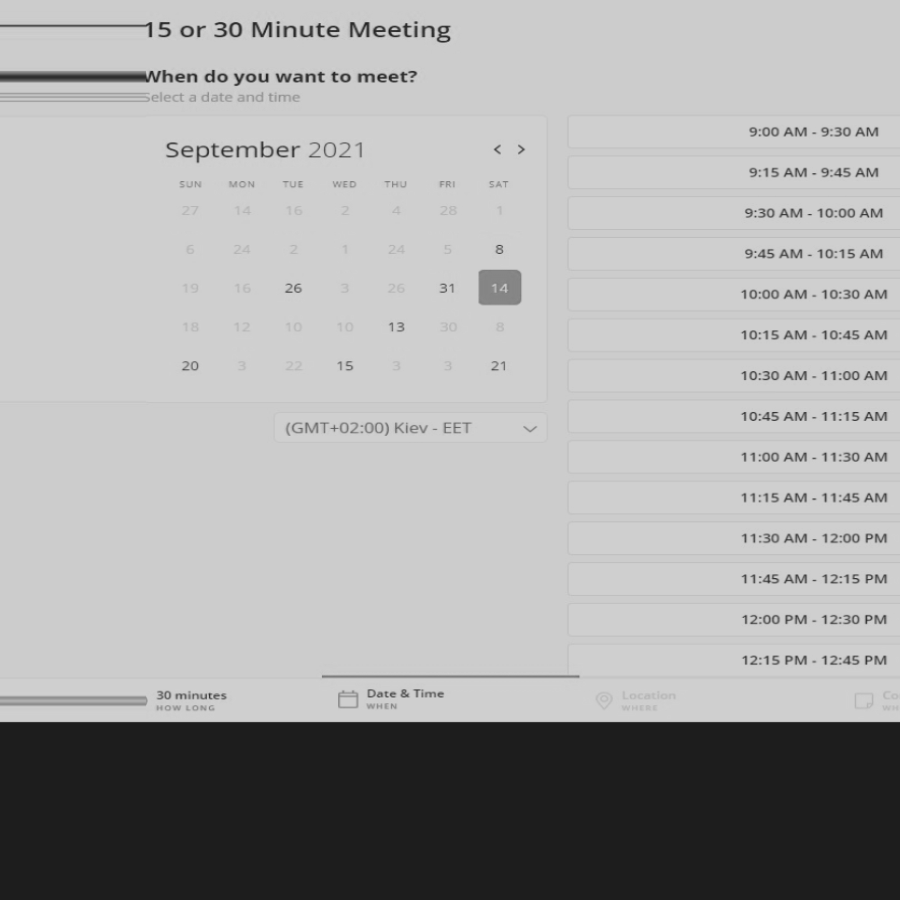 15 or 30 Minute Meeting
When do you want to meet?
Select a date and time
September 2021 < >
SUN MON TUE WED THU FRI SAT
27 14 16 2 4 28 1
6 24 2 1 24 5 8
19 16 26 3 26 31 14
18 12 10 10 13 30 8
20 3 22 15 3 3 21
(GMT+02:00) Kiev - EET
9:00 AM - 9:30 AM
9:15 AM - 9:45 AM
9:30 AM - 10:00 AM
9:45 AM - 10:15 AM
10:00 AM - 10:30 AM
10:15 AM - 10:45 AM
10:30 AM - 11:00 AM
10:45 AM - 11:15 AM
11:00 AM - 11:30 AM
11:15 AM - 11:45 AM
11:30 AM - 12:00 PM
11:45 AM - 12:15 PM
12:00 PM - 12:30 PM
12:15 PM - 12:45 PM
30 minutes
HOW LONG
Date & Time
WHEN
Location
WHERE